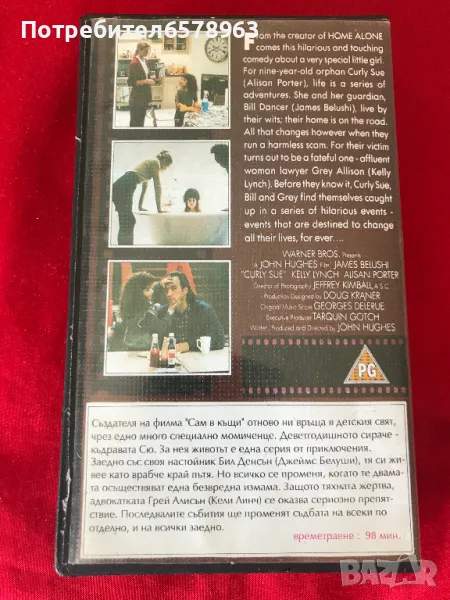 Потребител6578963
From the creator of HOME ALONE
comes this hilarious and touching
comedy about a very special little girl.
For nine-year-old orphan Curly Sue
(Alisan Porter), life is a series of
adventures. She and her guardian,
Bill Dancer (James Belushi), live by
their wits; their home is on the road.
All that changes however when they
run a harmless scam. For their victim
turns out to be a fateful one - affluent
woman lawyer Grey Allison (Kelly
Lynch). Before they know it, Curly Sue,
Bill and Grey find themselves caught
up in a series of hilarious events -
events that are destined to change
all their lives, for ever....
WARNER BROS. Presents
A JOHN HUGHES Film JAMES BELUSHI
"CURLY SUE" KELLY LYNCH ALISAN PORTER
Director of Photography JEFFREY KIMBALL, A.S.C.
Production Designed by DOUG KRANER
Original Music Score GEORGES DELERUE
Executive Producer TARQUIN GOTCH
Writer, Produced and Directed by JOHN HUGHES
PG
Създателя на филма "Сам в къщи" отново ни връща в детския свят,
чрез едно много специално момиченце. Деветгодишното сираче -
къдравата Сю. За нея животът е една серия от приключения.
Заедно със своя настойник Бил Денсън (Джеймс Белуши), тя си живее
като врабче край пътя. Но всичко се променя, когато те двамата
осъществяват една безвредна измама. Защото тяхната жертва,
адвокатката Грей Алисън (Кели Линч) се оказва сериозно препятствие.
Последвалите събития ще променят съдбата на всеки по
отделно, и на всички заедно.
времетраене : 98 мин.
BAZAR